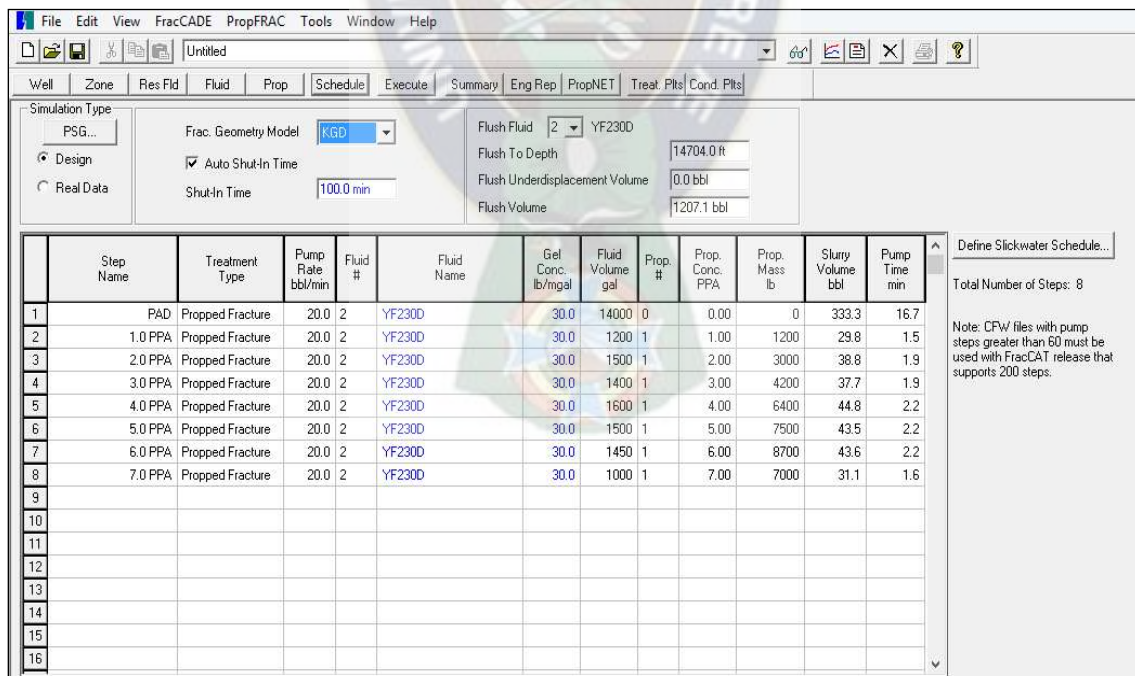 File Edit View FracCADE PropFRAC Tools Window Help
Untitled
Well Zone Res Fld Fluid Prop Schedule Execute Summary Eng Rep PropNET Treat. Plts Cond. Plts
Simulation Type
PSG...
Design
Real Data
Frac. Geometry Model KGD
Auto Shut-In Time
Shut-In Time 100.0 min
Flush Fluid 2 YF230D
Flush To Depth 14704.0 ft
Flush Underdisplacement Volume 0.0 bbl
Flush Volume 1207.1 bbl
Step Name Treatment Type Pump Rate bbl/min Fluid # Fluid Name Gel Conc. lb/mgal Fluid Volume gal Prop. # Prop. Conc. PPA Prop. Mass lb Slurry Volume bbl Pump Time min
1 PAD Propped Fracture 20.0 2 YF230D 30.0 14000 0 0.00 0 333.3 16.7
2 1.0 PPA Propped Fracture 20.0 2 YF230D 30.0 1200 1 1.00 1200 29.8 1.5
3 2.0 PPA Propped Fracture 20.0 2 YF230D 30.0 1500 1 2.00 3000 38.8 1.9
4 3.0 PPA Propped Fracture 20.0 2 YF230D 30.0 1400 1 3.00 4200 37.7 1.9
5 4.0 PPA Propped Fracture 20.0 2 YF230D 30.0 1600 1 4.00 6400 44.8 2.2
6 5.0 PPA Propped Fracture 20.0 2 YF230D 30.0 1500 1 5.00 7500 43.5 2.2
7 6.0 PPA Propped Fracture 20.0 2 YF230D 30.0 1450 1 6.00 8700 43.6 2.2
8 7.0 PPA Propped Fracture 20.0 2 YF230D 30.0 1000 1 7.00 7000 31.1 1.6
9
10
11
12
13
14
15
16
Define Slickwater Schedule...
Total Number of Steps: 8
Note: CFW files with pump
steps greater than 60 must be
used with FracCAT release that
supports 200 steps.